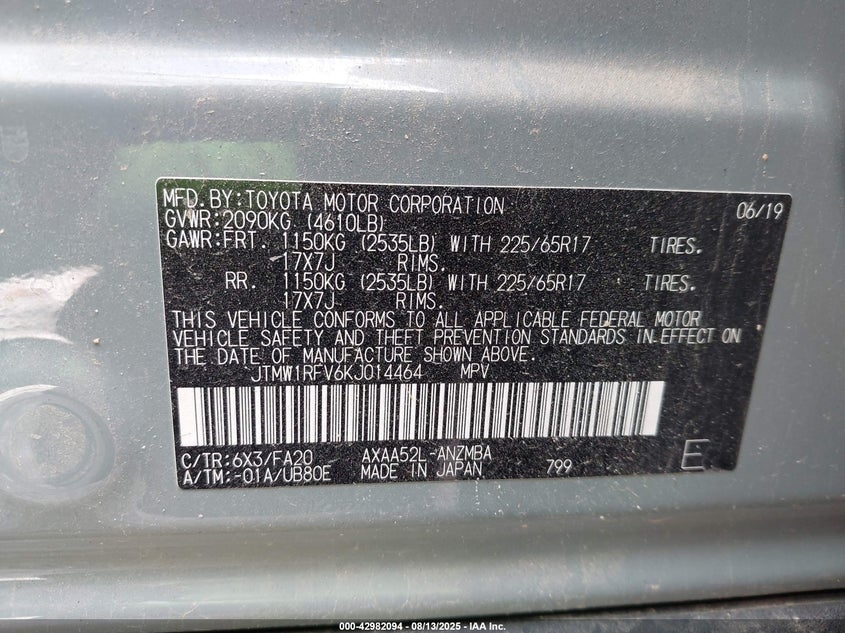 MFD.BY:TOYOTA MOTOR CORPORATION 06/19
GVWR:2090KG (4610LB)
GAWR:FRT. 1150KG (2535LB) WITH 225/65R17 TIRES.
17X7J RIMS.
RR. 1150KG (2535LB) WITH 225/65R17 TIRES.
17X7J RIMS.
THIS VEHICLE CONFORMS TO ALL APPLICABLE FEDERAL MOTOR
VEHICLE SAFETY AND THEFT PREVENTION STANDARDS IN EFFECT ON
THE DATE OF MANUFACTURE SHOWN ABOVE.
JTMW1RFV6KJ014464 MPV
C/TR:6X3/FA20 AXAA52L-ANZMBA
A/TM:-01A/UB80E MADE IN JAPAN 799 E
000-42982094 - 08/13/2025 - IAA Inc.